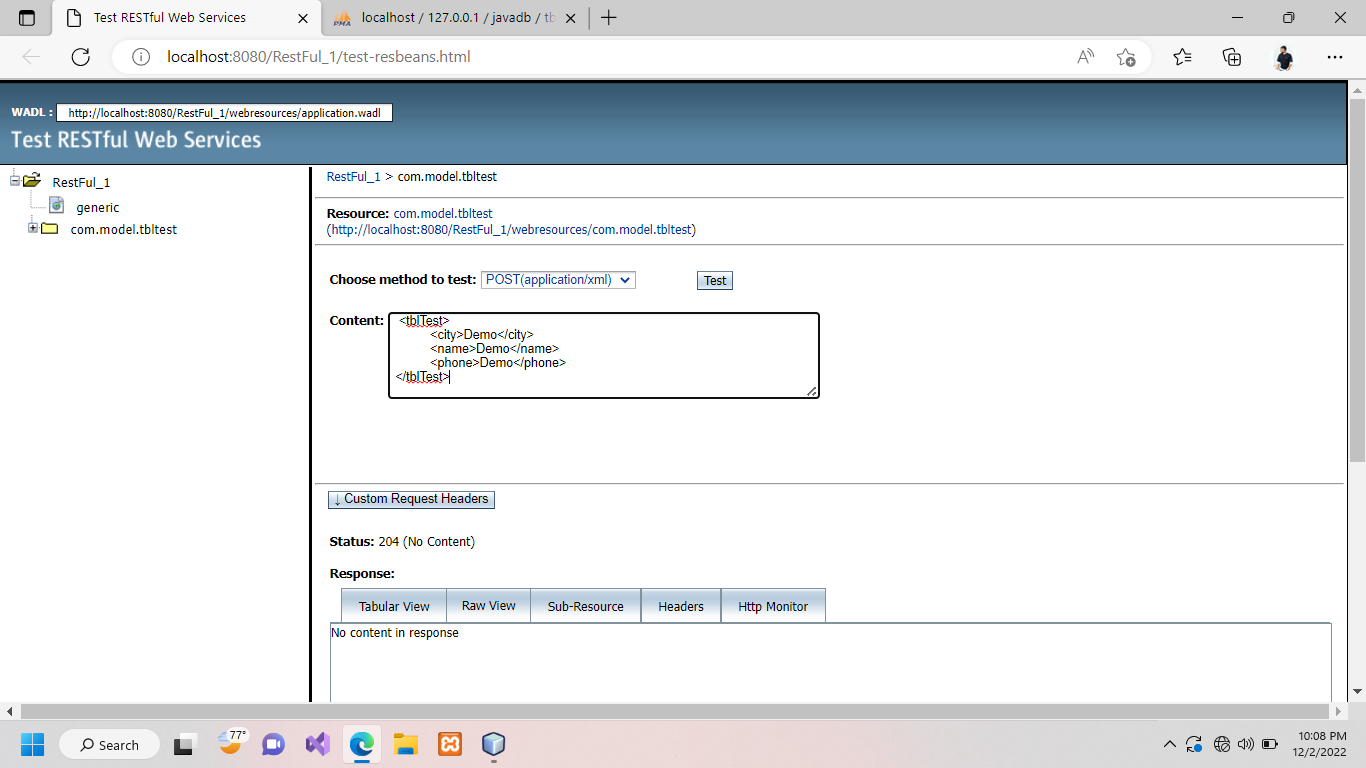 Test RESTful Web Services
localhost / 127.0.0.1 / javadb / tb
localhost:8080/RestFul_1/test-resbeans.html
WADL : http://localhost:8080/RestFul_1/webresources/application.wadl
Test RESTful Web Services
RestFul_1
generic
com.model.tbltest
RestFul_1 > com.model.tbltest
Resource: com.model.tbltest
(http://localhost:8080/RestFul_1/webresources/com.model.tbltest)
Choose method to test: POST(application/xml) Test
Content: <tblTest>
<city>Demo</city>
<name>Demo</name>
<phone>Demo</phone>
</tblTest>
↓ Custom Request Headers
Status: 204 (No Content)
Response:
Tabular View Raw View Sub-Resource Headers Http Monitor
No content in response
77°
Search
10:08 PM
12/2/2022